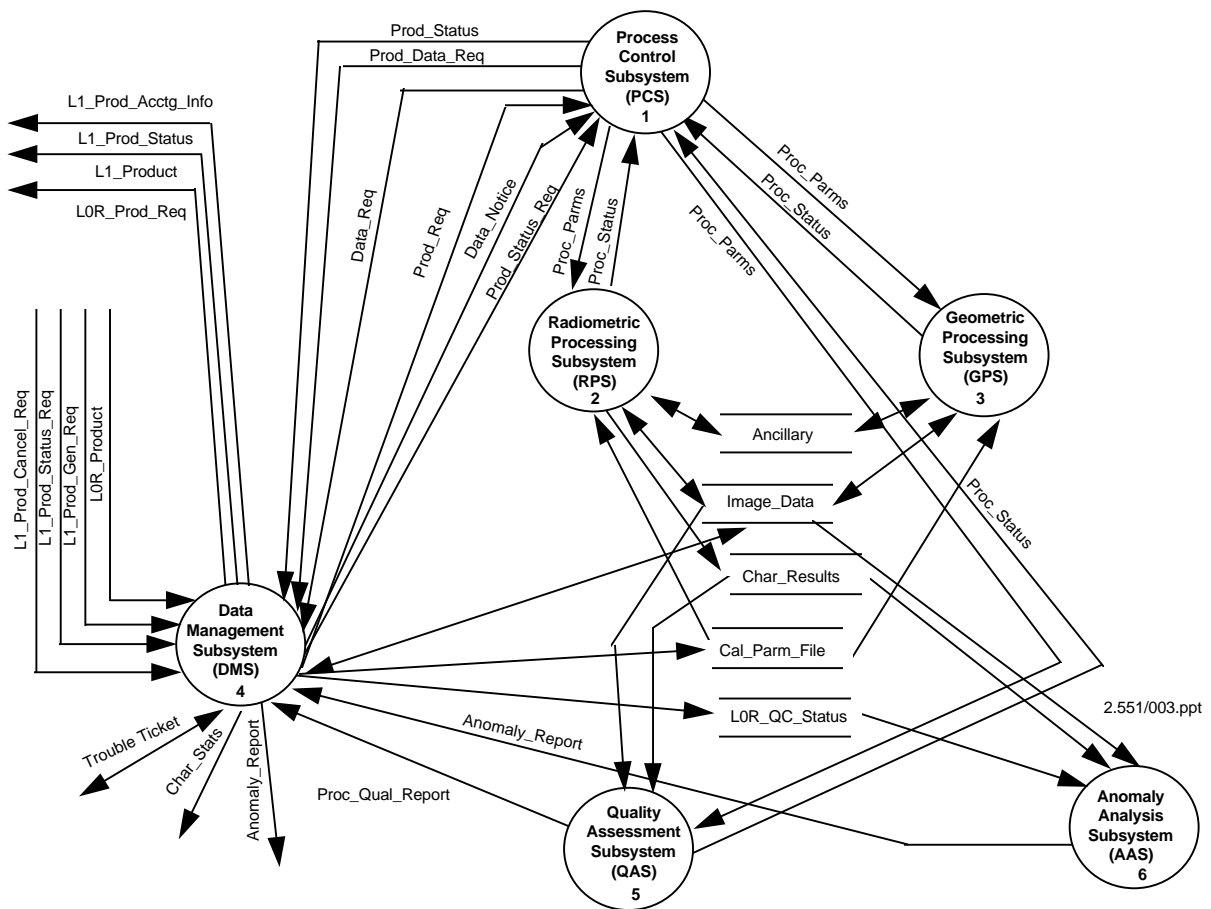 Prod_Status
Prod_Data_Req
Process
Control
Subsystem
(PCS)
1
L1_Prod_Acctg_Info
L1_Prod_Status
L1_Product
L0R_Prod_Req
Data_Req
Prod_Req
Data_Notice
Prod_Status_Req
Proc_Parms
Proc_Status
Proc_Parms
Proc_Parms
Proc_Status
Radiometric
Processing
Subsystem
(RPS)
2
Geometric
Processing
Subsystem
(GPS)
3
L1_Prod_Cancel_Req
L1_Prod_Status_Req
L1_Prod_Gen_Req
L0R_Product
Ancillary
Image_Data
Proc_Status
Char_Results
Cal_Parm_File
L0R_QC_Status
Data
Management
Subsystem
(DMS)
4
2.551/003.ppt
Trouble Ticket
Char_Stats
Anomaly_Report
Anomaly_Report
Proc_Qual_Report
Quality
Assessment
Subsystem
(QAS)
5
Anomaly
Analysis
Subsystem
(AAS)
6